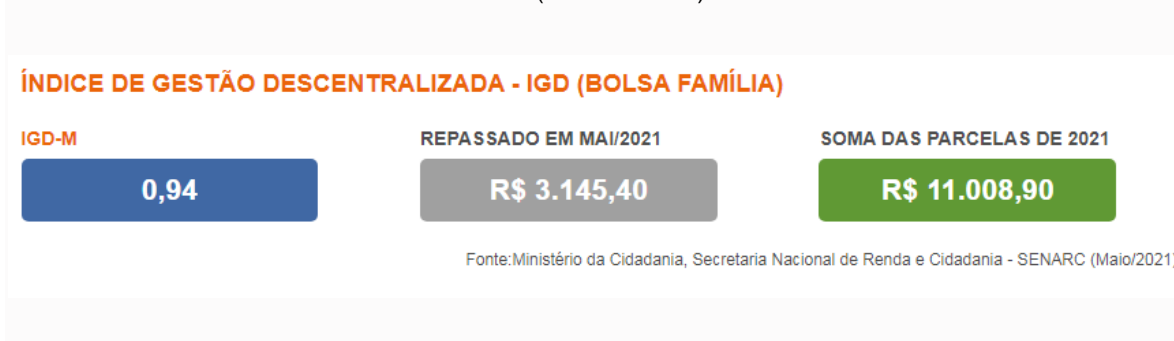 ÍNDICE DE GESTÃO DESCENTRALIZADA - IGD (BOLSA FAMÍLIA)
IGD-M
REPASSADO EM MAI/2021
SOMA DAS PARCELAS DE 2021
0,94
R$ 3.145,40
R$ 11.008,90
Fonte:Ministério da Cidadania, Secretaria Nacional de Renda e Cidadania - SENARC (Maio/2021)